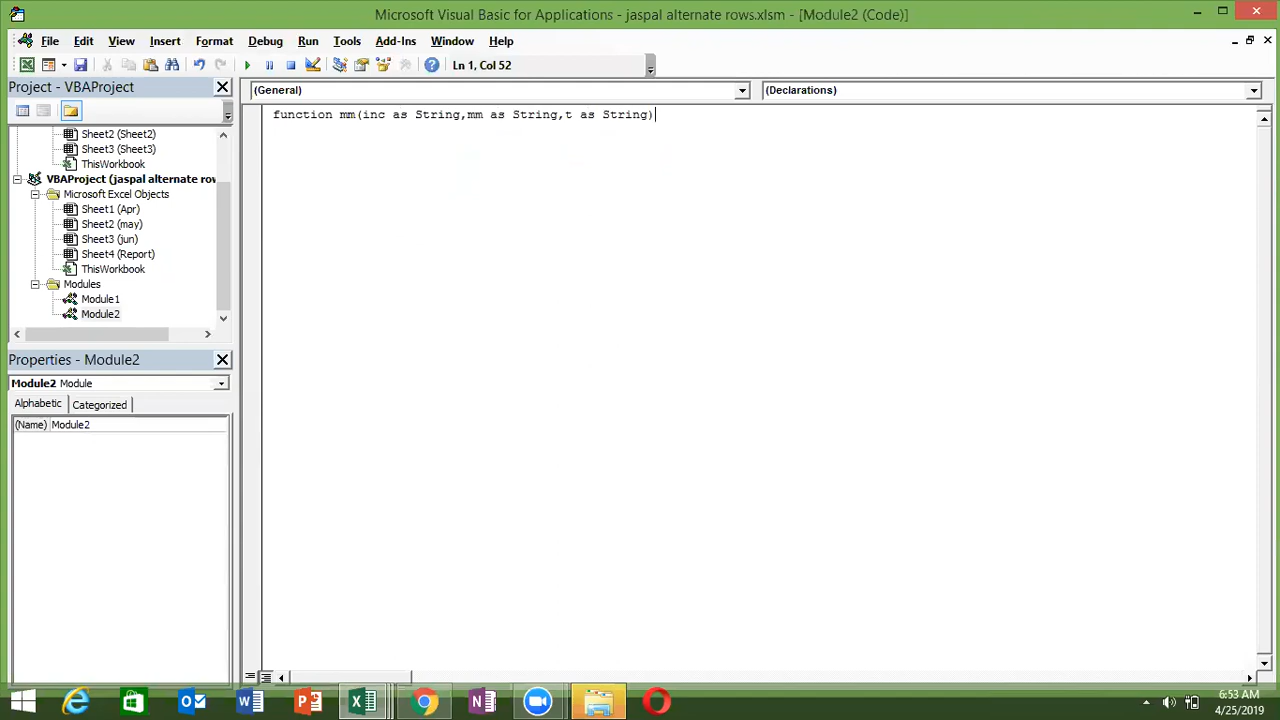 Microsoft Visual Basic for Applications - jaspal alternate rows.xlsm - [Module2 (Code)]
File Edit View Insert Format Debug Run Tools Add-Ins Window Help
Ln 1, Col 52
Project - VBAProject
(General)
(Declarations)
function mm(inc as String,mm as String,t as String)
Sheet2 (Sheet2)
Sheet3 (Sheet3)
ThisWorkbook
VBAProject (jaspal alternate rov
Microsoft Excel Objects
Sheet1 (Apr)
Sheet2 (may)
Sheet3 (jun)
Sheet4 (Report)
ThisWorkbook
Modules
Module1
Module2
Properties - Module2
Module2 Module
Alphabetic Categorized
(Name) Module2
6:53 AM
4/25/2019